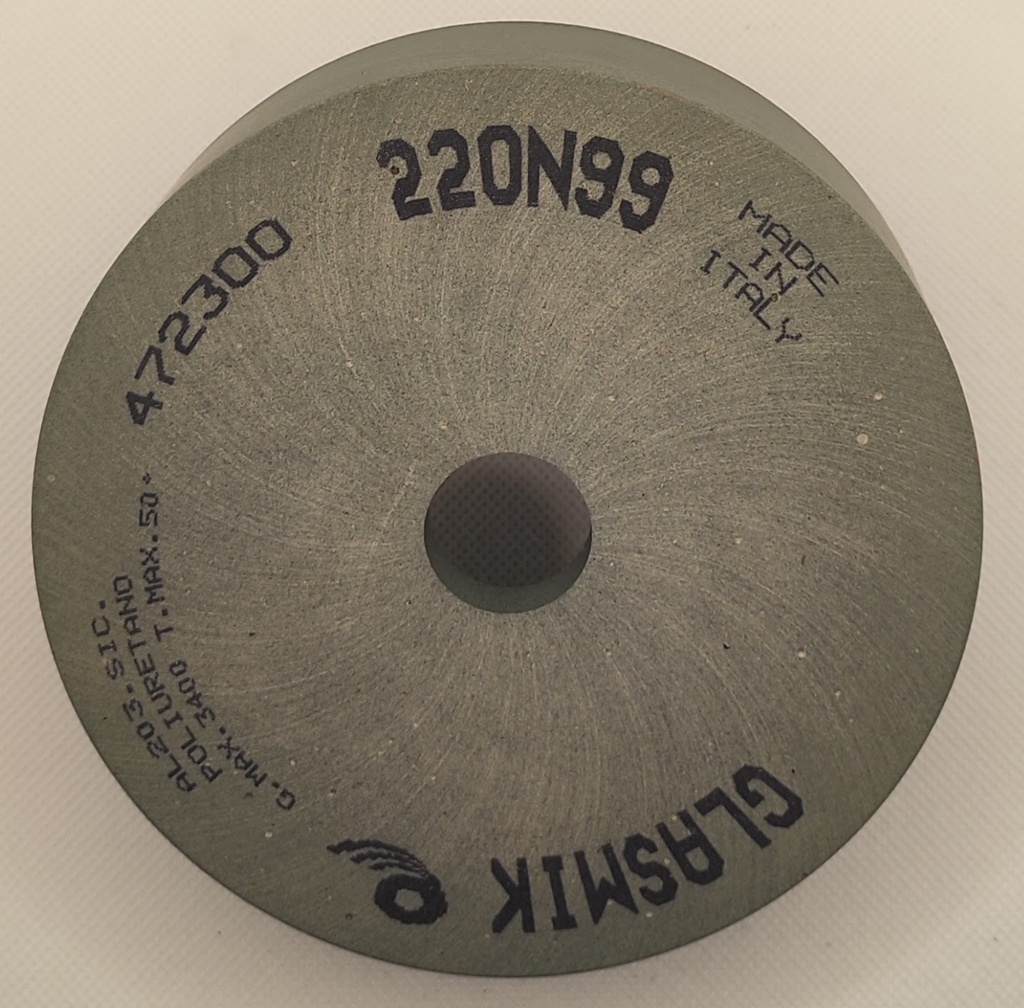 220N99
MADE
IN
ITALY
472300
AL203.SIC.
POLIURETANO
G.MAX.3400 T.MAX.50°
GLASMIK